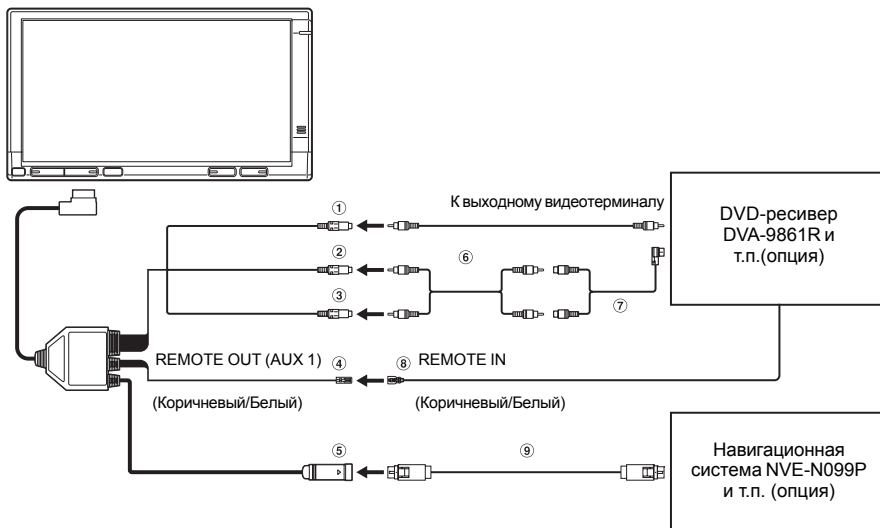 ①
К выходному видеотерминалу
DVD-ресивер
DVA-9861R и
т.п.(опция)
②
⑥
③
⑦
REMOTE OUT (AUX 1)
④
⑧
REMOTE IN
(Коричневый/Белый)
(Коричневый/Белый)
⑤
⑨
Навигационная
система NVE-N099P
и т.п. (опция)